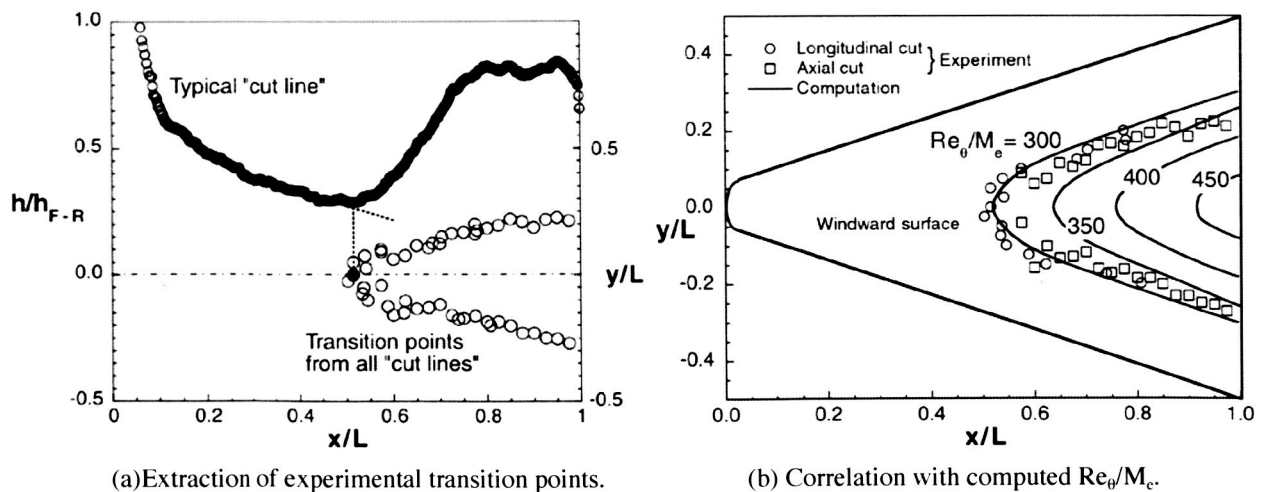 1.0
0.5
h/h_F-R
0.0
-0.5
0.5
y/L
-0.5
Typical "cut line"
Transition points
from all "cut lines"
0 0.2 0.4 0.6 0.8 1
x/L
(a)Extraction of experimental transition points.
0.4
0.2
y/L 0.0
-0.2
-0.4
Longitudinal cut
Axial cut
Experiment
Computation
Re_θ/M_e = 300
400
450
350
Windward surface
0.0 0.2 0.4 0.6 0.8 1.0
x/L
(b) Correlation with computed Re_θ/M_e.